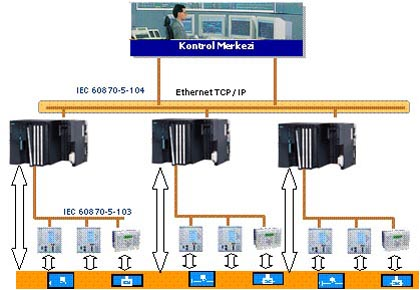 Kontrol Merkezi
IEC 60870-5-104
Ethernet TCP / IP
IEC 60870-5-103